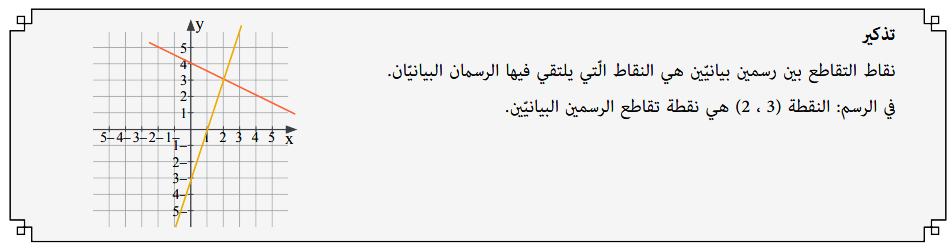 تذكير
نقاط التقاطع بين رسمين بيانيّين هي النقاط الّتي يلتقي فيها الرسمان البيانيّان.
في الرسم: النقطة (3 ، 2) هي نقطة تقاطع الرسمين البيانيّين.
y
5
4
3
2
1
5– 4– 3– 2– 1– 1 2 3 4 5
x
1–
2–
3–
4–
5–